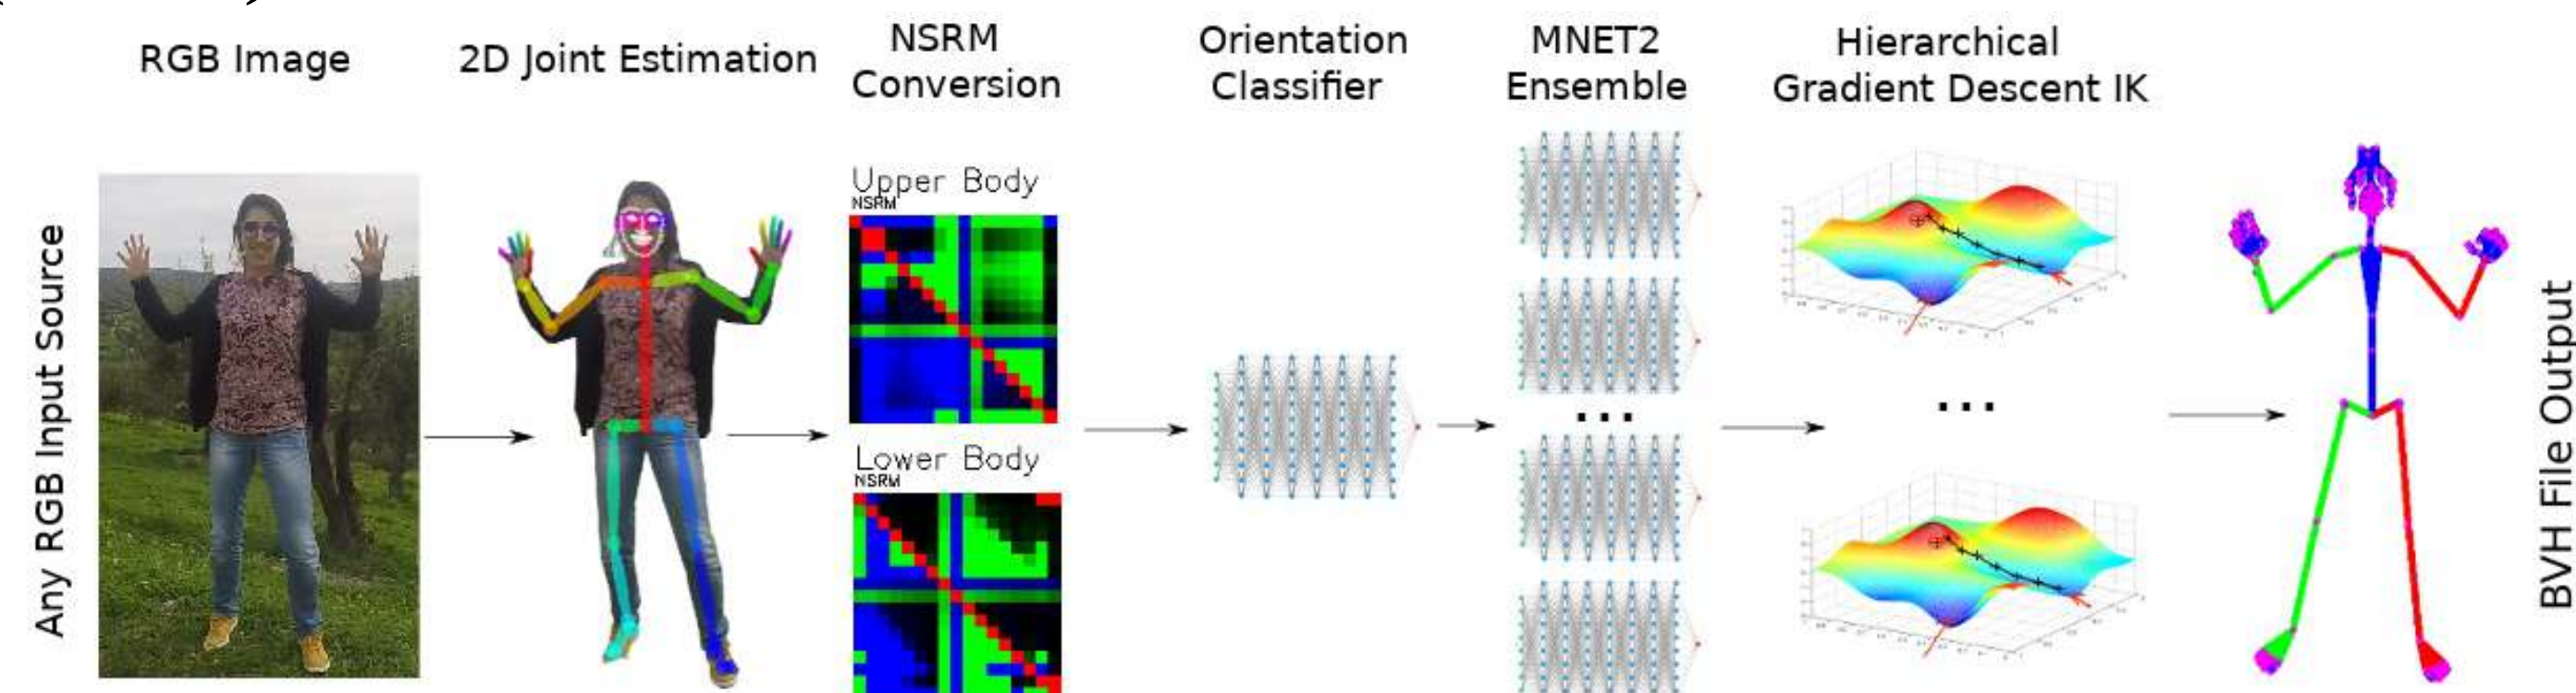 RGB Image
2D Joint Estimation
NSRM
Conversion
Orientation
Classifier
MNET2
Ensemble
Hierarchical
Gradient Descent IK
Any RGB Input Source
Upper Body
NSRM
...
...
Lower Body
NSRM
BVH File Output